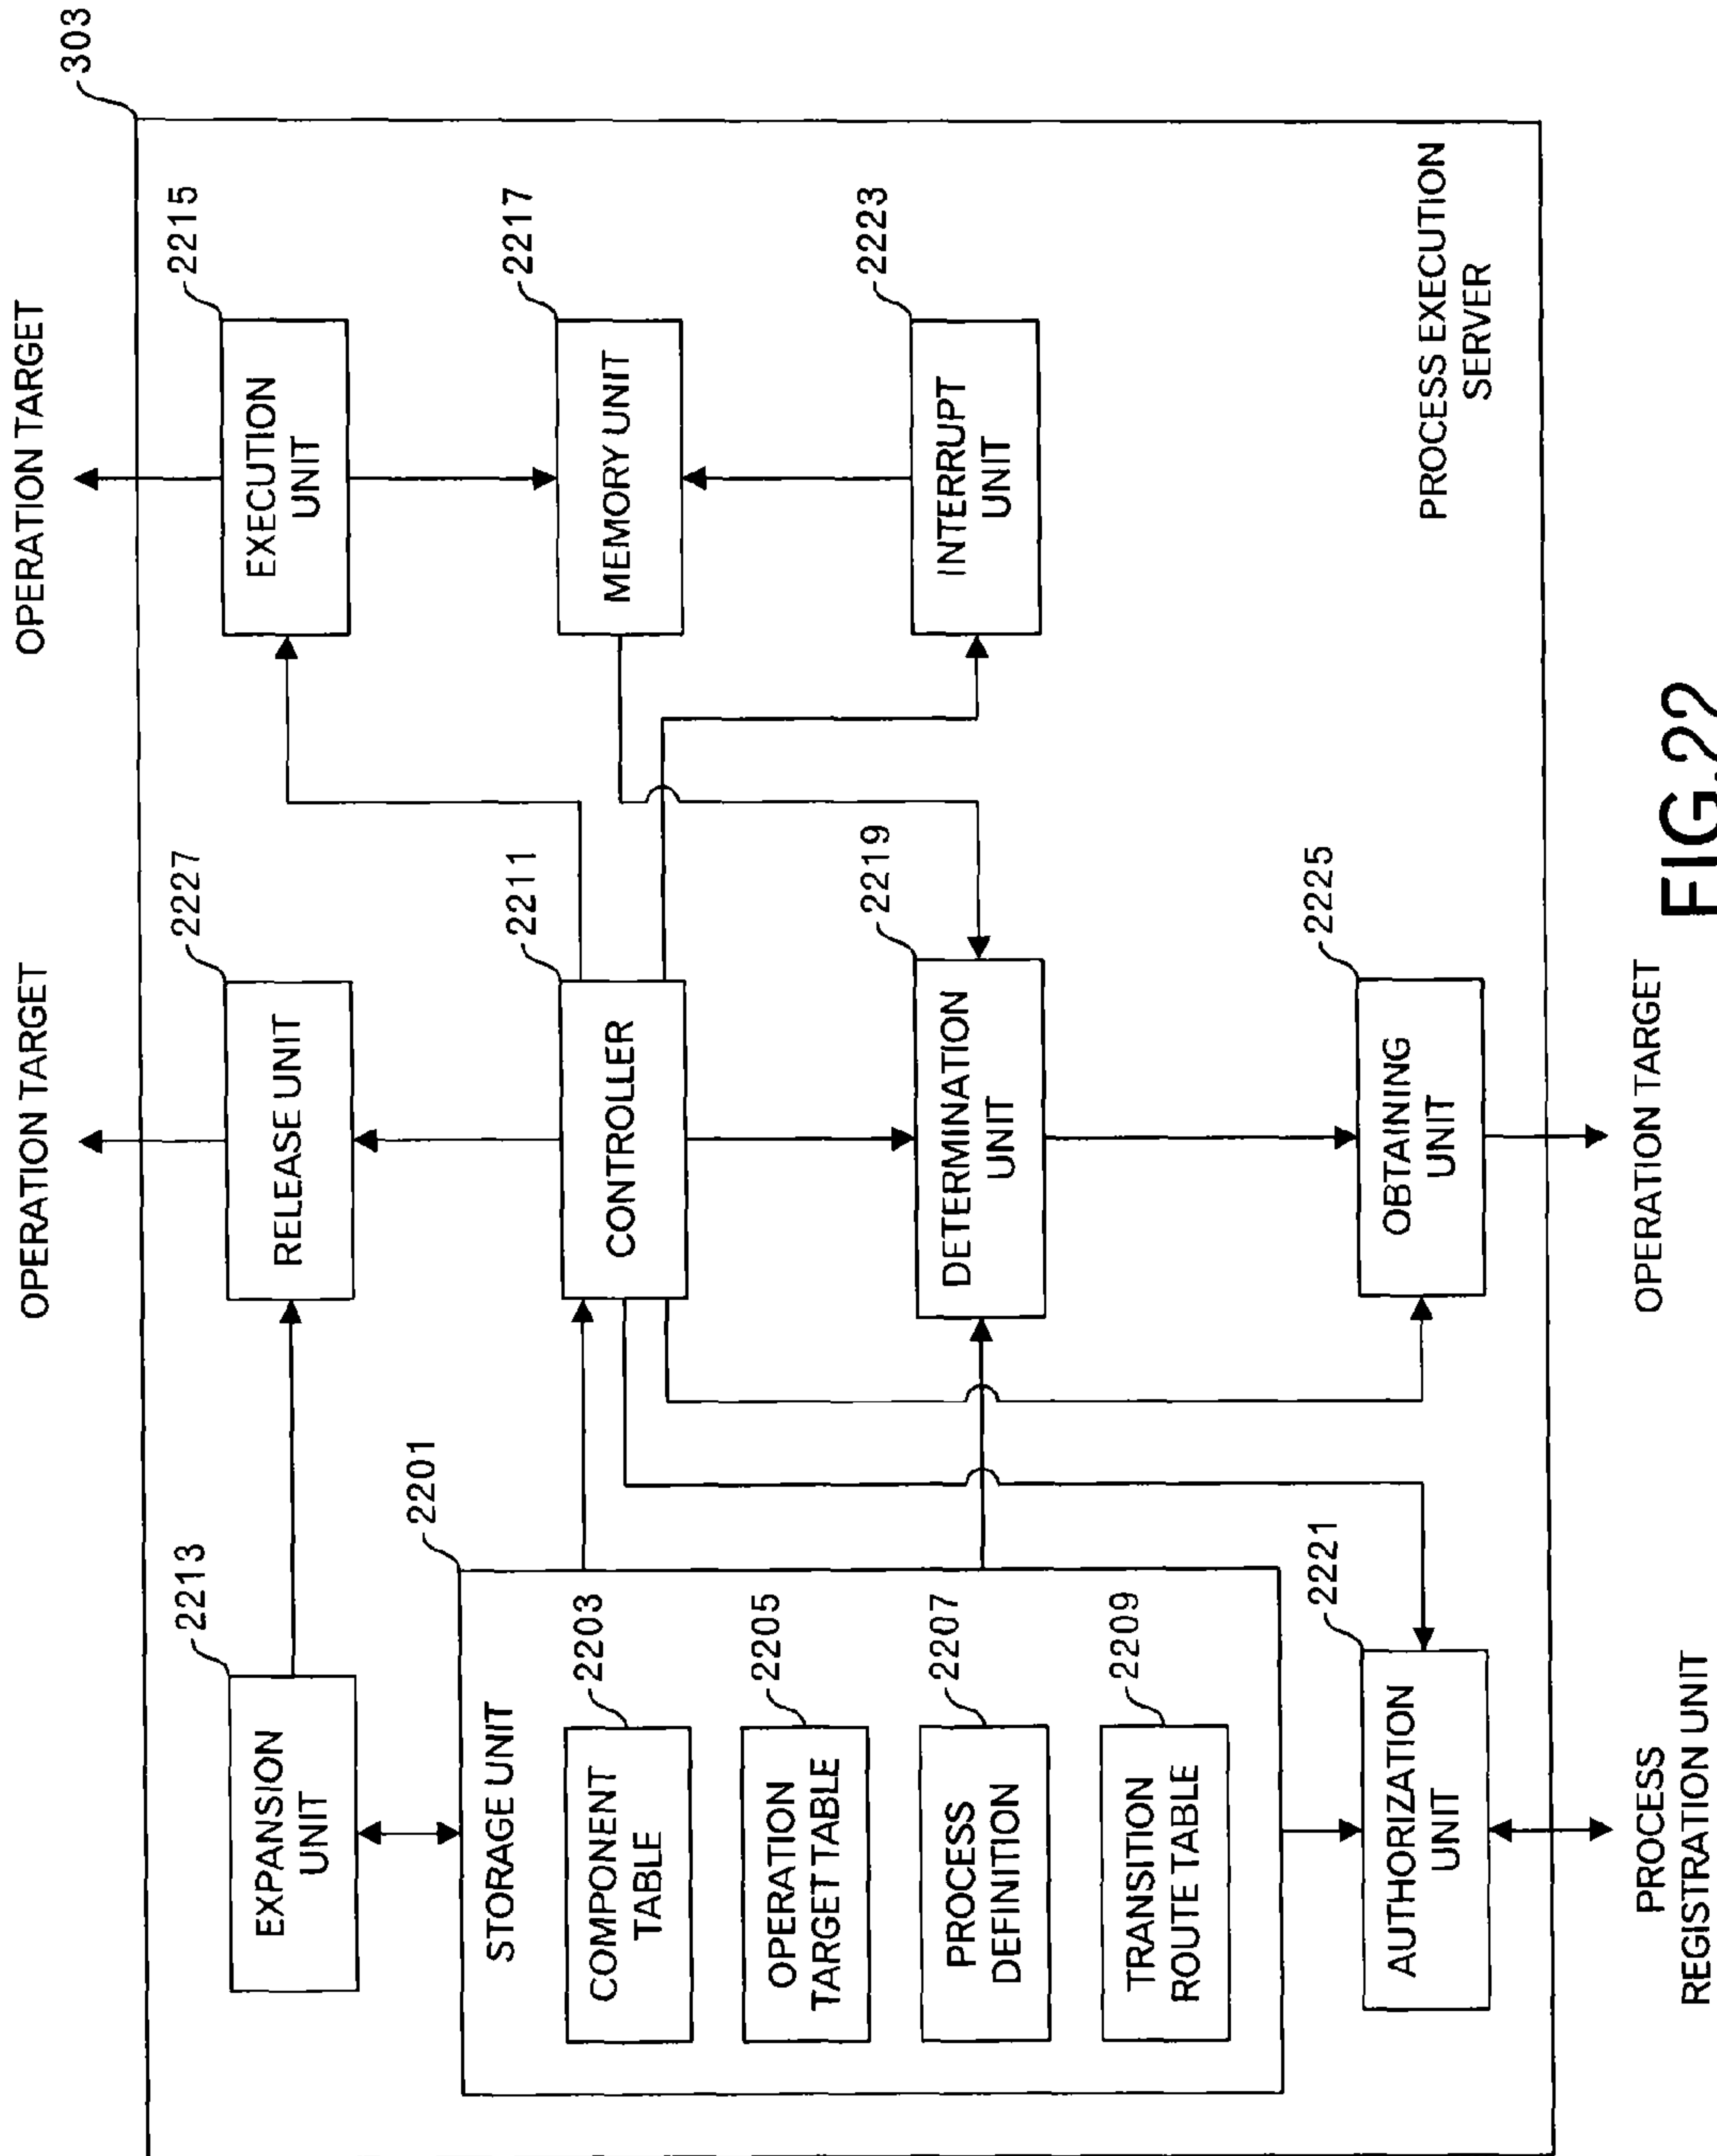 OPERATION TARGET
OPERATION TARGET
303
2213
EXPANSION
UNIT
2227
RELEASE UNIT
2215
EXECUTION
UNIT
2201
STORAGE UNIT
2203
COMPONENT
TABLE
2205
OPERATION
TARGET TABLE
2207
PROCESS
DEFINITION
2209
TRANSITION
ROUTE TABLE
2211
CONTROLLER
2217
MEMORY UNIT
2219
DETERMINATION
UNIT
2223
INTERRUPT
UNIT
2221
AUTHORIZATION
UNIT
2225
OBTAINING
UNIT
PROCESS EXECUTION
SERVER
PROCESS
REGISTRATION UNIT
OPERATION TARGET
FIG.22